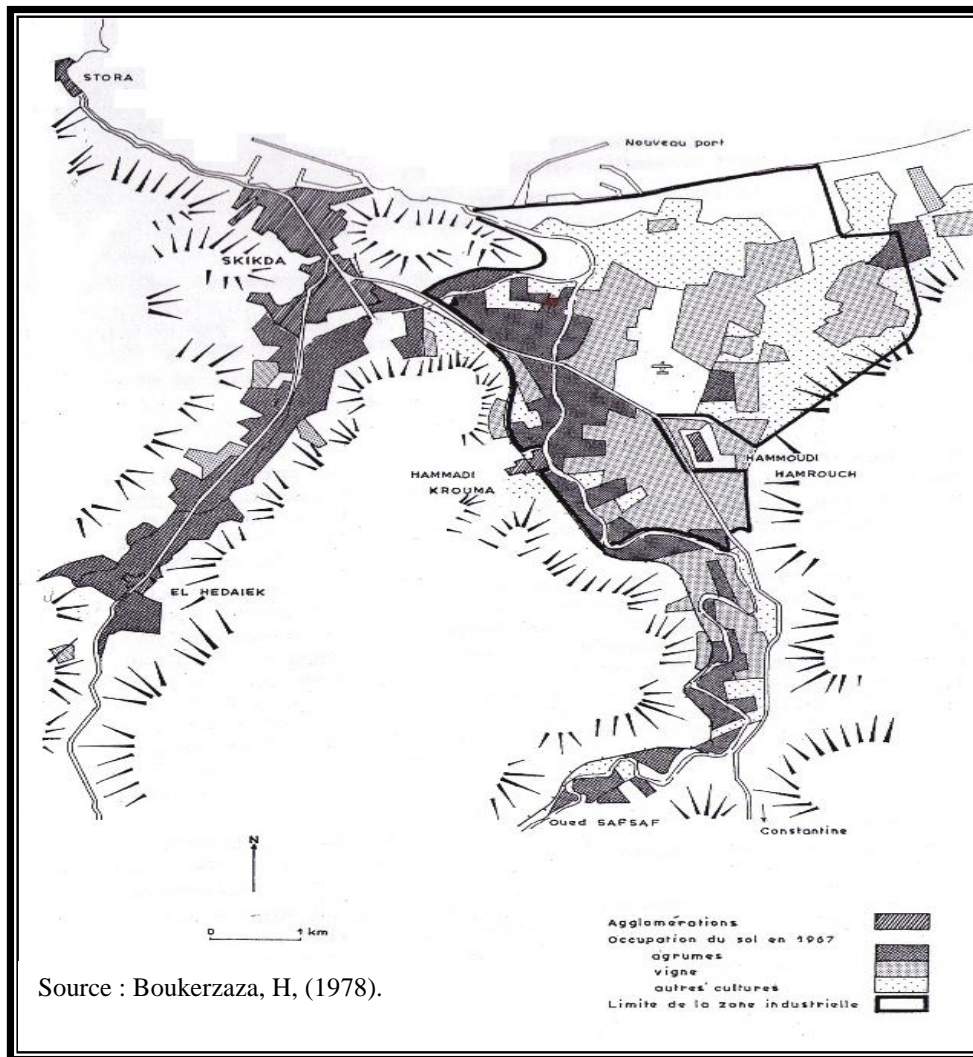 STORA
Nouveau port
SKIKDA
HAMMADI
KROUMA
HAMMOUDI
HAMROUCH
EL HEDAIEK
Oued SAFSAF
Constantine
N
0 1 km
Agglomérations
Occupation du sol en 1967
agrumes
vigne
autres cultures
Limite de la zone industrielle
Source : Boukerzaza, H, (1978).